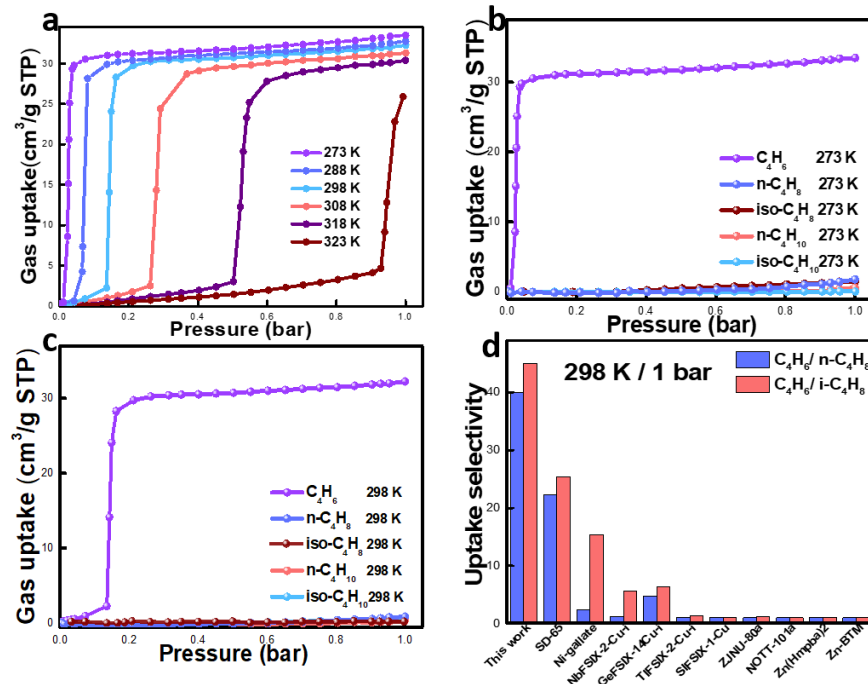 a
Gas uptake(cm³/g STP)
35
30
25
20
15
10
5
0
273 K
288 K
298 K
308 K
318 K
323 K
0.0 0.2 0.4 0.6 0.8 1.0
Pressure (bar)
b
Gas uptake (cm³/g STP)
30
20
10
0
C₄H₆ 273 K
n-C₄H₈ 273 K
iso-C₄H₈ 273 K
n-C₄H₁₀ 273 K
iso-C₄H₁₀ 273 K
0.0 0.2 0.4 0.6 0.8 1.0
Pressure (bar)
c
Gas uptake (cm³/g STP)
30
20
10
0
C₄H₆ 298 K
n-C₄H₈ 298 K
iso-C₄H₈ 298 K
n-C₄H₁₀ 298 K
iso-C₄H₁₀ 298 K
0.0 0.2 0.4 0.6 0.8 1.0
Pressure (bar)
d
298 K / 1 bar
C₄H₆/ n-C₄H₈
C₄H₆/ i-C₄H₈
Uptake selectivity
40
20
0
This work
SD-65
Ni-gallate
NbFSIX-2-Cu-i
GeFSIX-14Cu-i
TIFSIX-2-Cu-i
SIFSIX-1-Cu
ZJNU-80a
NOTT-101a
Zn(Hmpba)2
Zn-BTM